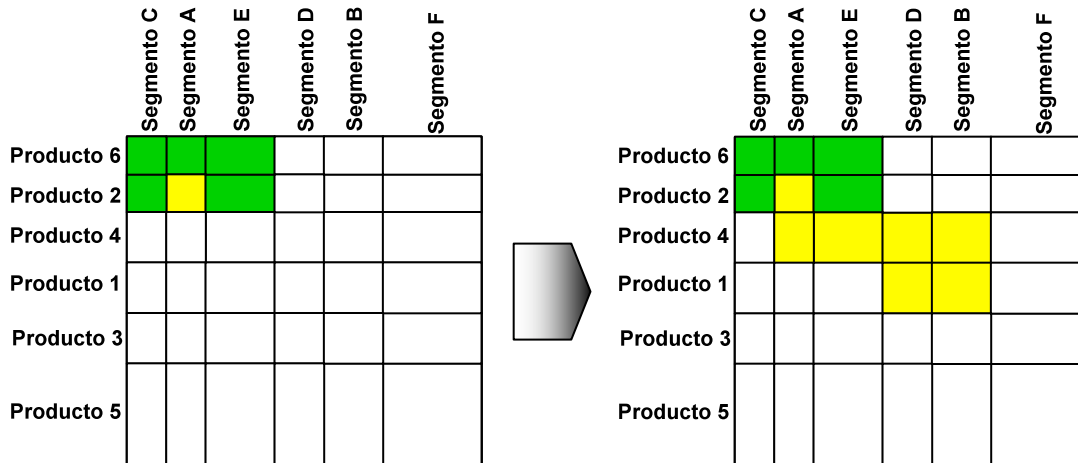 Segmento C
Segmento A
Segmento E
Segmento D
Segmento B
Segmento F
Producto 6
Producto 2
Producto 4
Producto 1
Producto 3
Producto 5
Segmento C
Segmento A
Segmento E
Segmento D
Segmento B
Segmento F
Producto 6
Producto 2
Producto 4
Producto 1
Producto 3
Producto 5